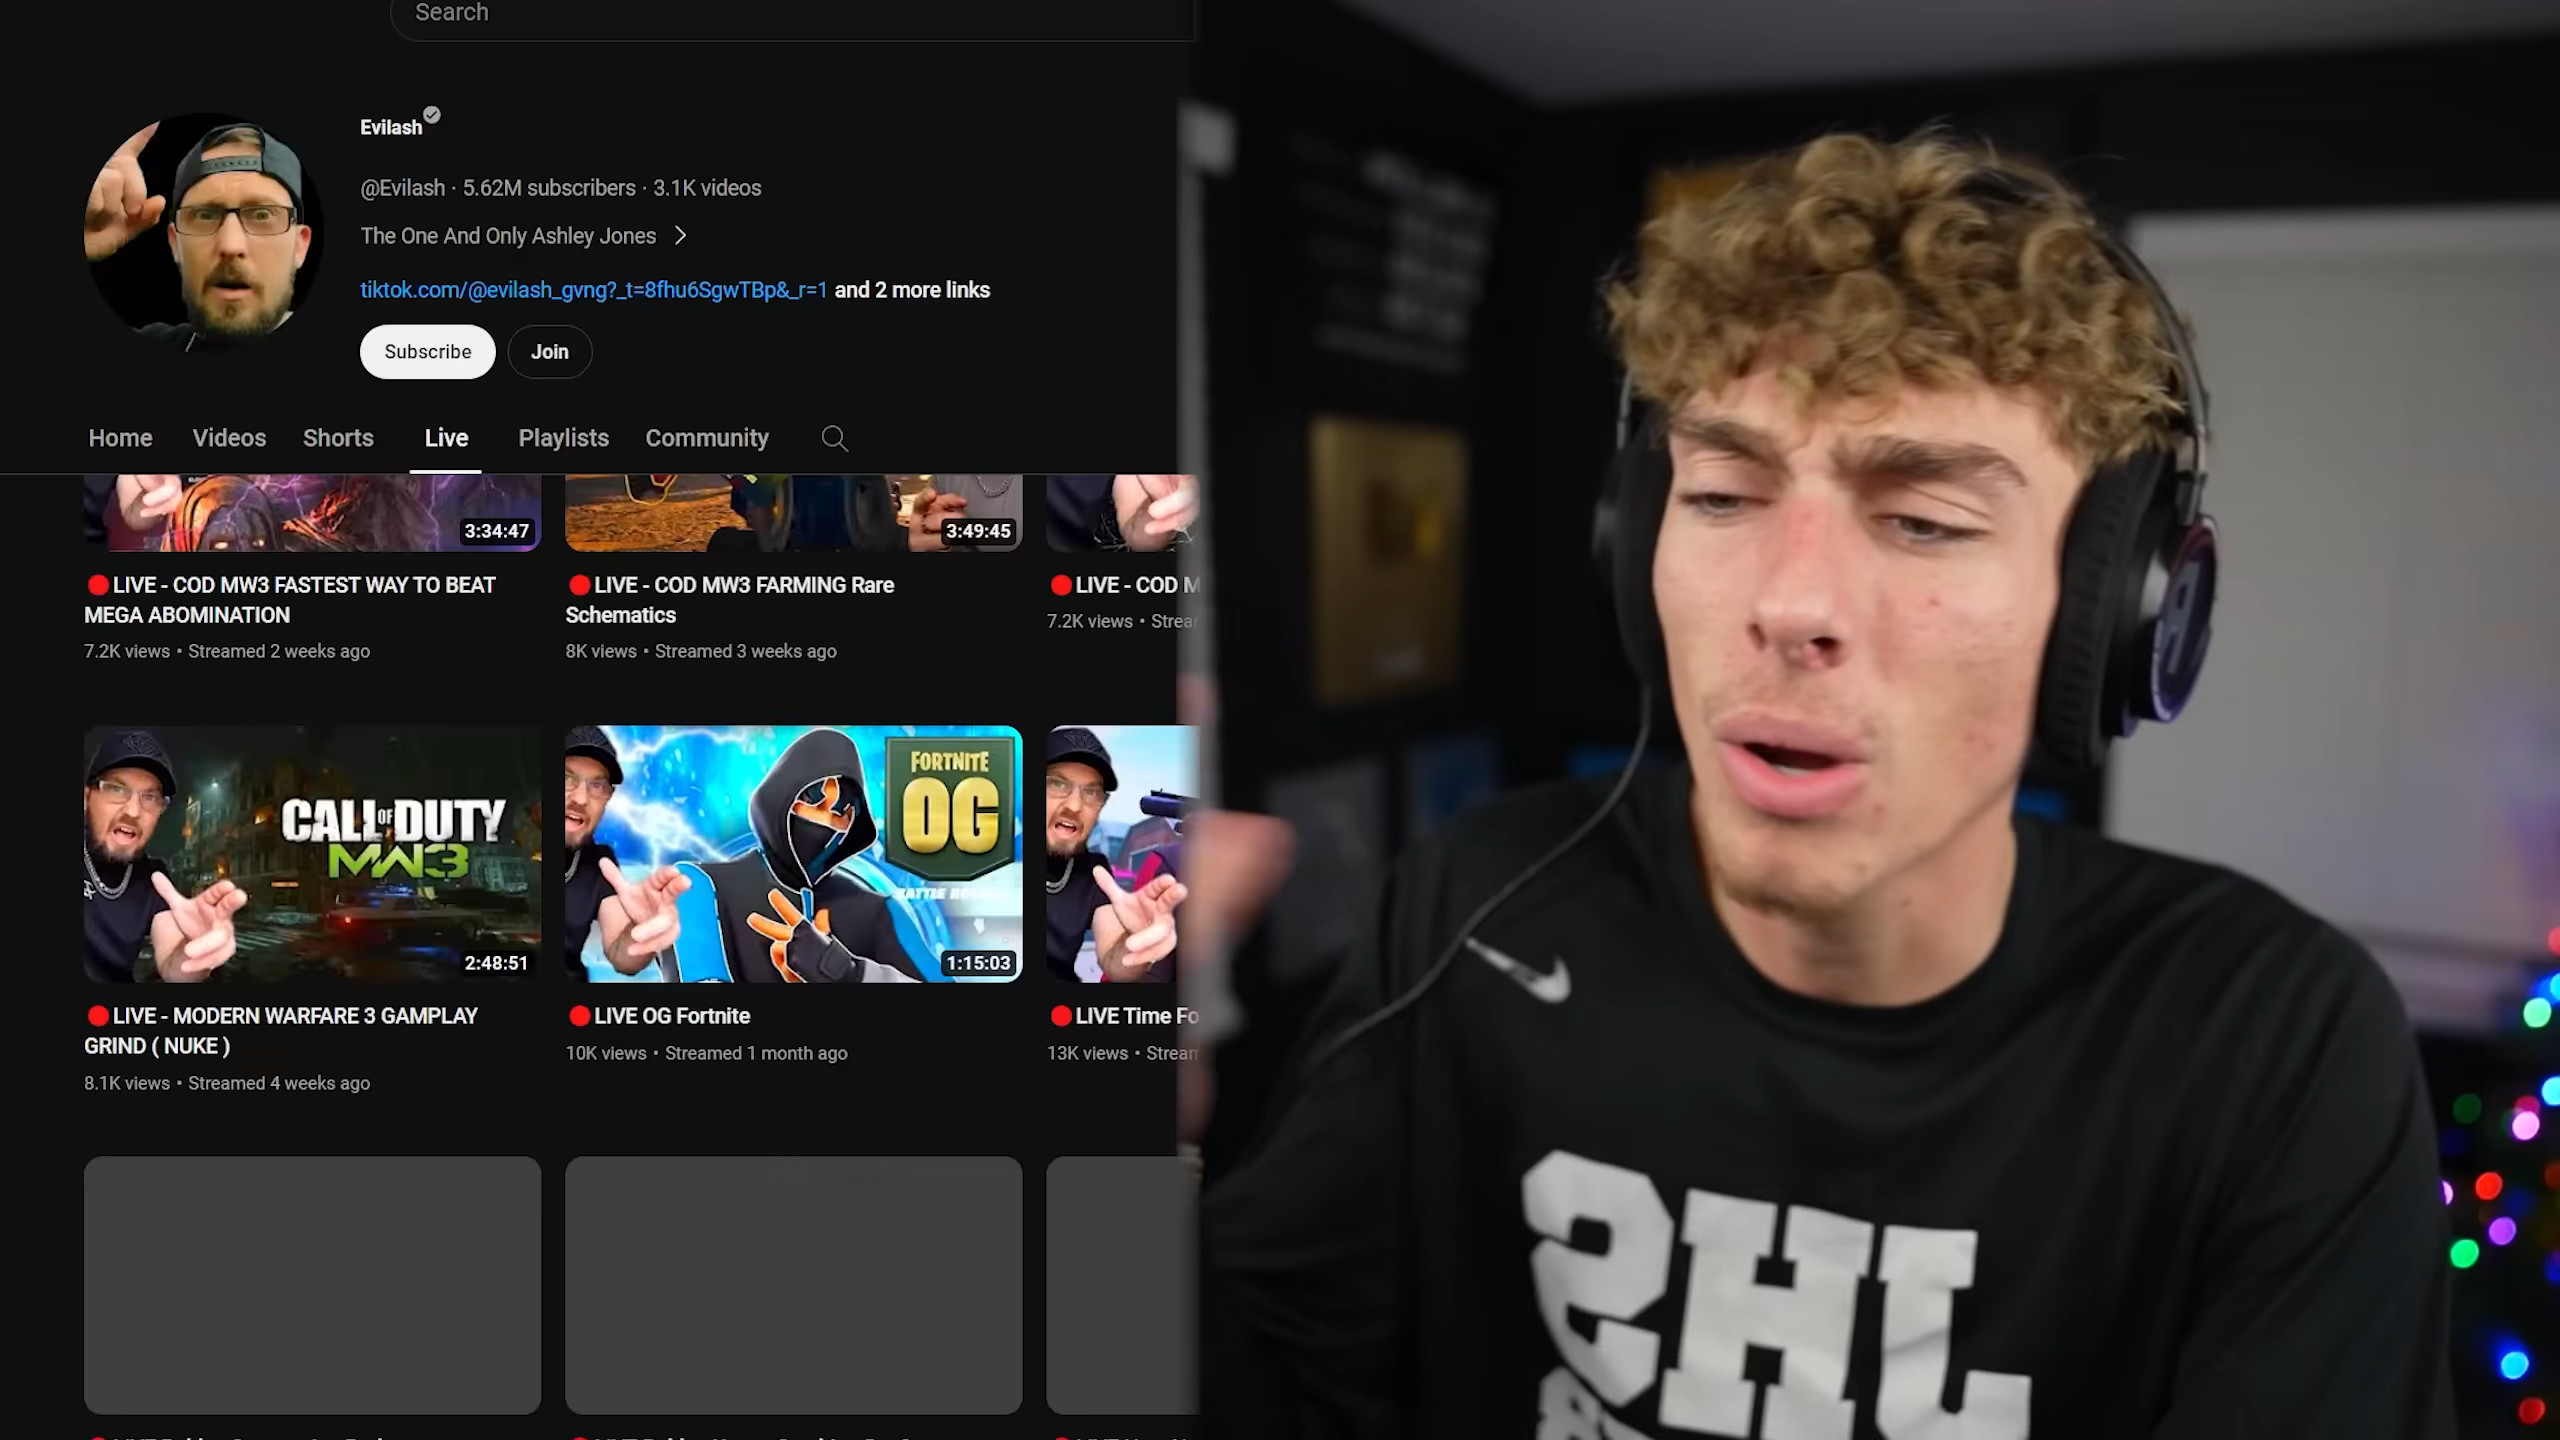 Search
Evilash
@Evilash · 5.62M subscribers · 3.1K videos
The One And Only Ashley Jones
tiktok.com/@evilash_gvng?_t=8fhu6SgwTBp&_r=1 and 2 more links
Subscribe
Join
Home
Videos
Shorts
Live
Playlists
Community
3:34:47
3:49:45
LIVE - COD MW3 FASTEST WAY TO BEAT
MEGA ABOMINATION
7.2K views • Streamed 2 weeks ago
LIVE - COD MW3 FARMING Rare
Schematics
8K views • Streamed 3 weeks ago
LIVE - COD M
7.2K views • Strea
CALL OF DUTY
MW3
2:48:51
FORTNITE
OG
BATTLE
1:15:03
LIVE - MODERN WARFARE 3 GAMPLAY
GRIND ( NUKE )
8.1K views • Streamed 4 weeks ago
LIVE OG Fortnite
10K views • Streamed 1 month ago
LIVE Time Fo
13K views • Strea